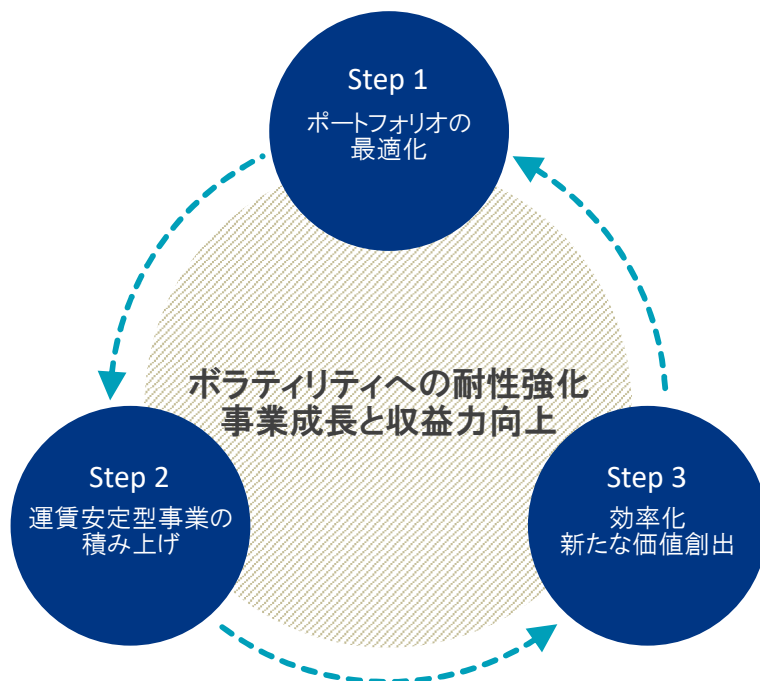 Step 1
ポートフォリオの
最適化
ボラティリティへの耐性強化
事業成長と収益力向上
Step 2
運賃安定型事業の
積み上げ
Step 3
効率化
新たな価値創出